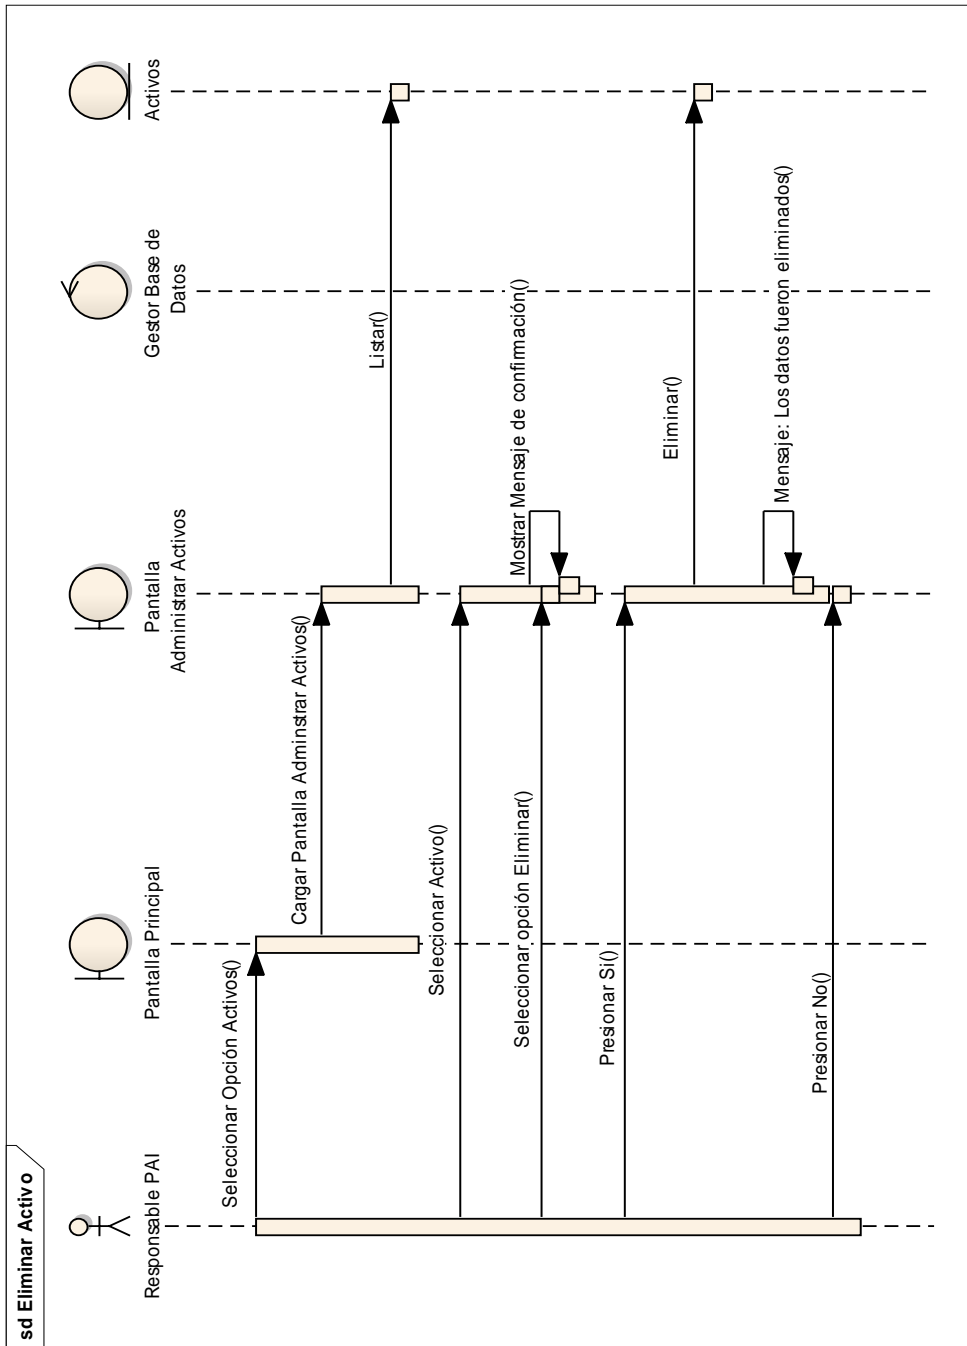 sd Eliminar Activo
Responsable PAI
Pantalla Principal
Pantalla
Administrar Activos
Gestor Base de
Datos
Activos
Seleccionar Opción Activos()
Cargar Pantalla Adminstrar Activos()
Listar()
Seleccionar Activo()
Mostrar Mensaje de confirmación()
Seleccionar opción Eliminar()
Presionar Si()
Eliminar()
Mensaje: Los datos fueron eliminados()
Presionar No()